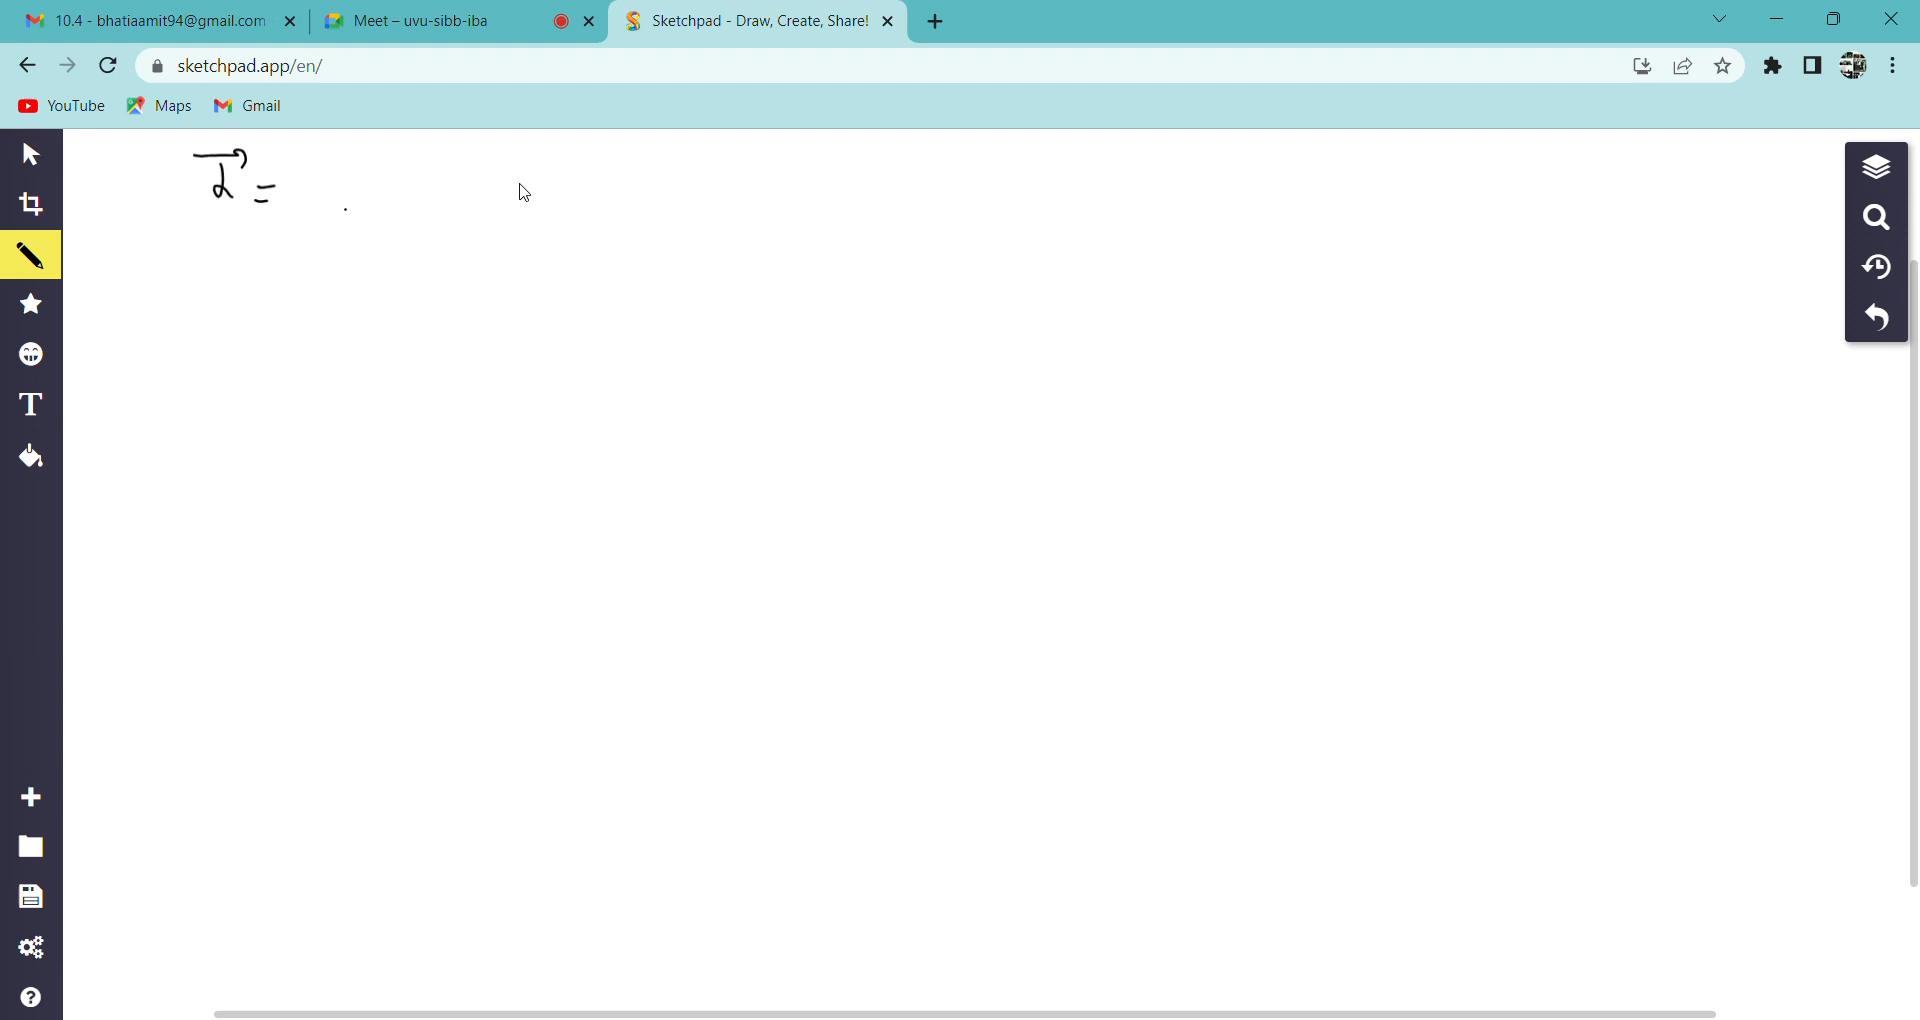 10.4 - bhatiaamit94@gmail.com
Meet – uvu-sibb-iba
Sketchpad - Draw, Create, Share!
sketchpad.app/en/
YouTube Maps Gmail
T